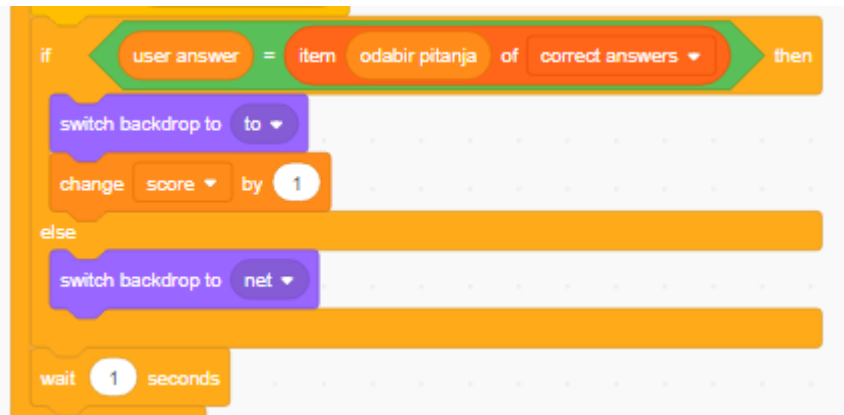 if user answer = item odabir pitanja of correct answers then
switch backdrop to to
change score by 1
else
switch backdrop to net
wait 1 seconds